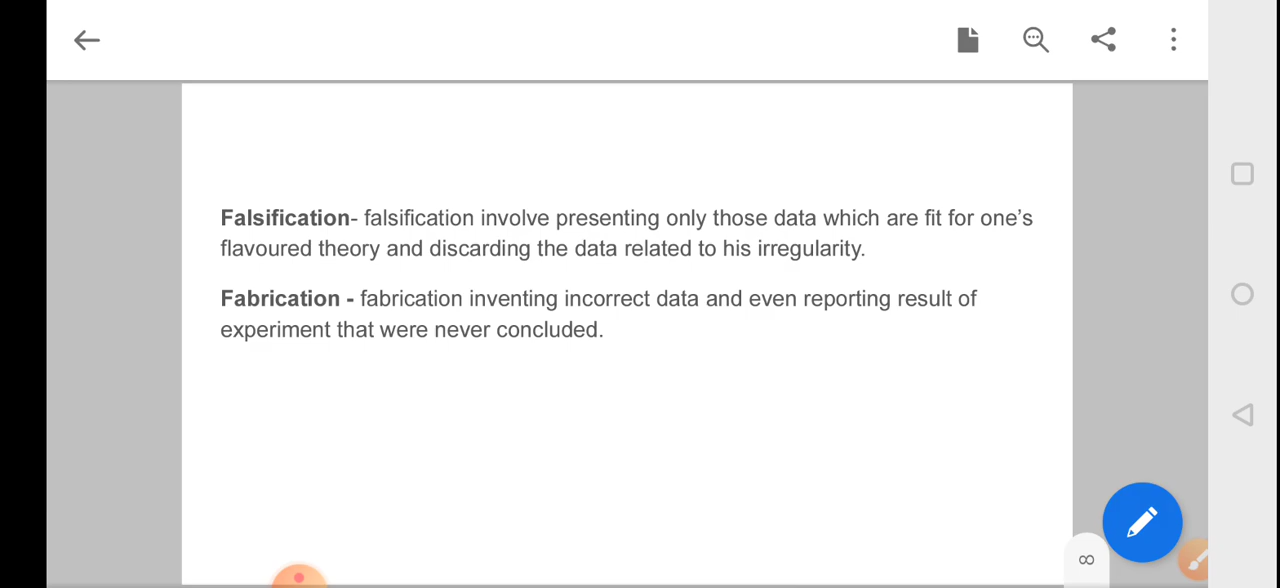 Falsification- falsification involve presenting only those data which are fit for one’s
flavoured theory and discarding the data related to his irregularity.
Fabrication - fabrication inventing incorrect data and even reporting result of
experiment that were never concluded.
8